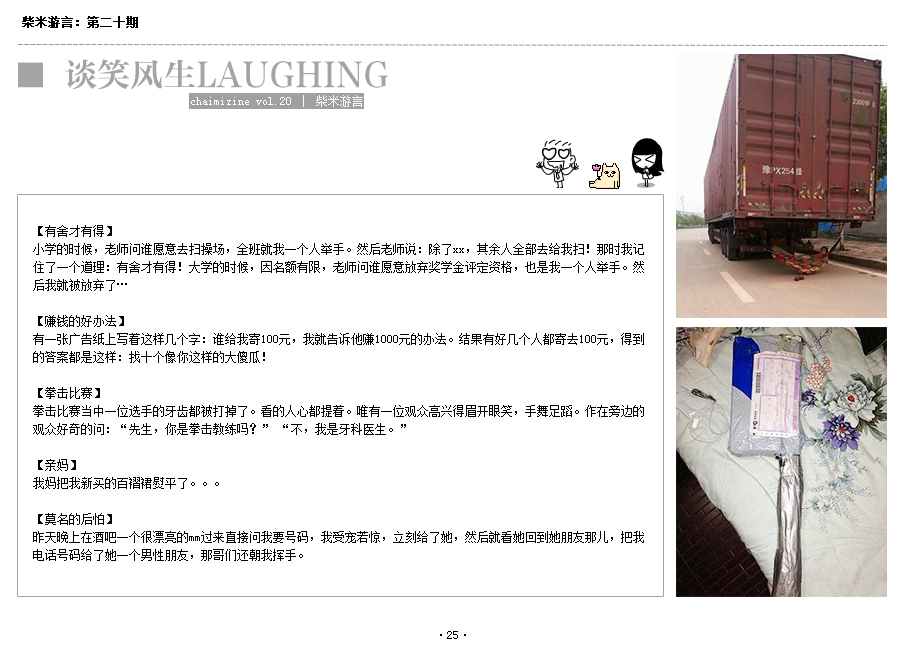 柴米游言：第二十期
谈笑风生LAUGHING
chaimizine vol.20 | 柴米游言
【有舍才有得】
小学的时候，老师问谁愿意去扫操场，全班就我一个人举手。然后老师说：除了xx，其余人全部去给我扫！那时我记
住了一个道理：有舍才有得！大学的时候，因名额有限，老师问谁愿意放弃奖学金评定资格，也是我一个人举手。然
后我就被放弃了…
【赚钱的好办法】
有一张广告纸上写着这样几个字：谁给我寄100元，我就告诉他赚1000元的办法。结果有好几个人都寄去100元，得到
的答案都是这样：找十个像你这样的大傻瓜！
【拳击比赛】
拳击比赛当中一位选手的牙齿都被打掉了。看的人心都提着。唯有一位观众高兴得眉开眼笑，手舞足蹈。作在旁边的
观众好奇的问：“先生，你是拳击教练吗？” “不，我是牙科医生。”
【亲妈】
我妈把我新买的百褶裙熨平了。。。
【莫名的后怕】
昨天晚上在酒吧一个很漂亮的mm过来直接问我要号码，我受宠若惊，立刻给了她，然后就看她回到她朋友那儿，把我
电话号码给了她一个男性朋友，那哥们还朝我挥手。
·25·